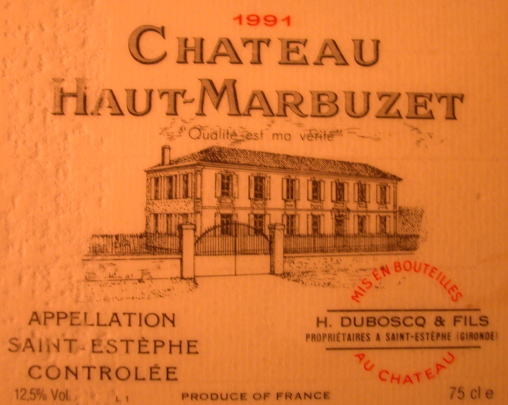 1991
CHATEAU
HAUT-MARBUZET
"Qualité est ma vérité"
MIS EN BOUTEILLES
H. DUBOSCQ & FILS
PROPRIÉTAIRES A SAINT-ESTÈPHE (GIRONDE)
AU CHATEAU
APPELLATION
SAINT-ESTÈPHE
CONTROLÉE
12,5% Vol.
L 1
PRODUCE OF FRANCE
75 cl e